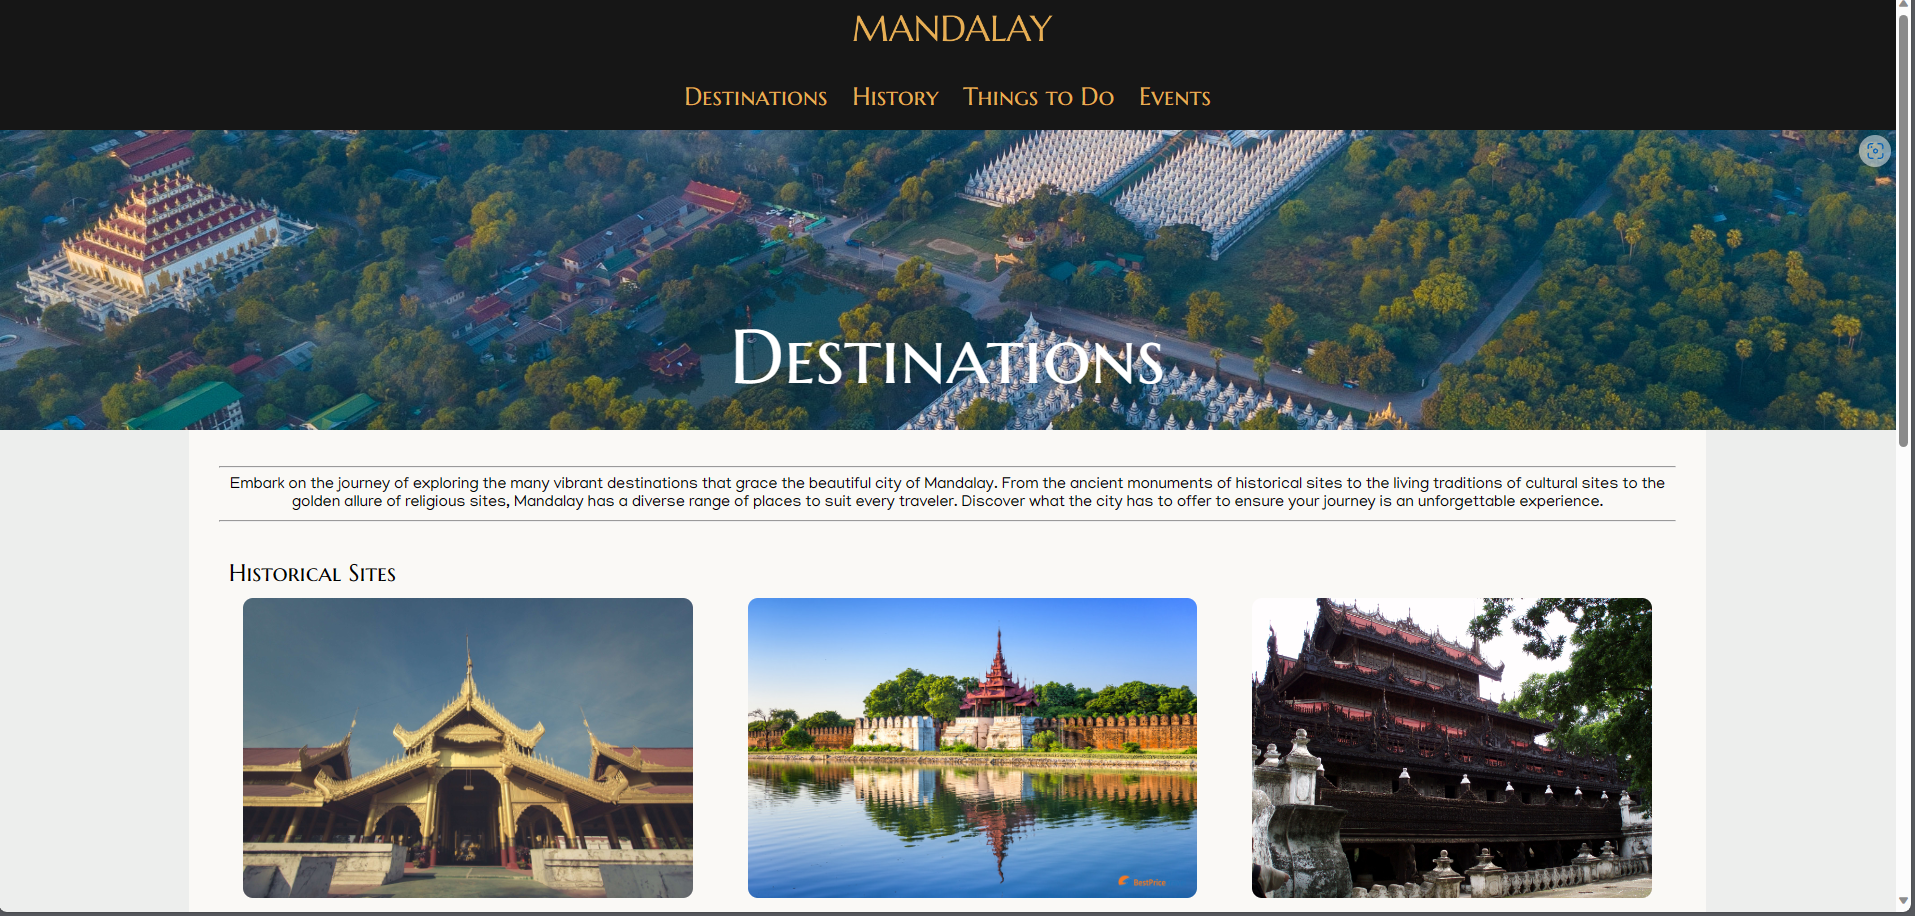 MANDALAY
Destinations History Things to Do Events
Destinations
Embark on the journey of exploring the many vibrant destinations that grace the beautiful city of Mandalay. From the ancient monuments of historical sites to the living traditions of cultural sites to the
golden allure of religious sites, Mandalay has a diverse range of places to suit every traveler. Discover what the city has to offer to ensure your journey is an unforgettable experience.
Historical Sites
BestPrice